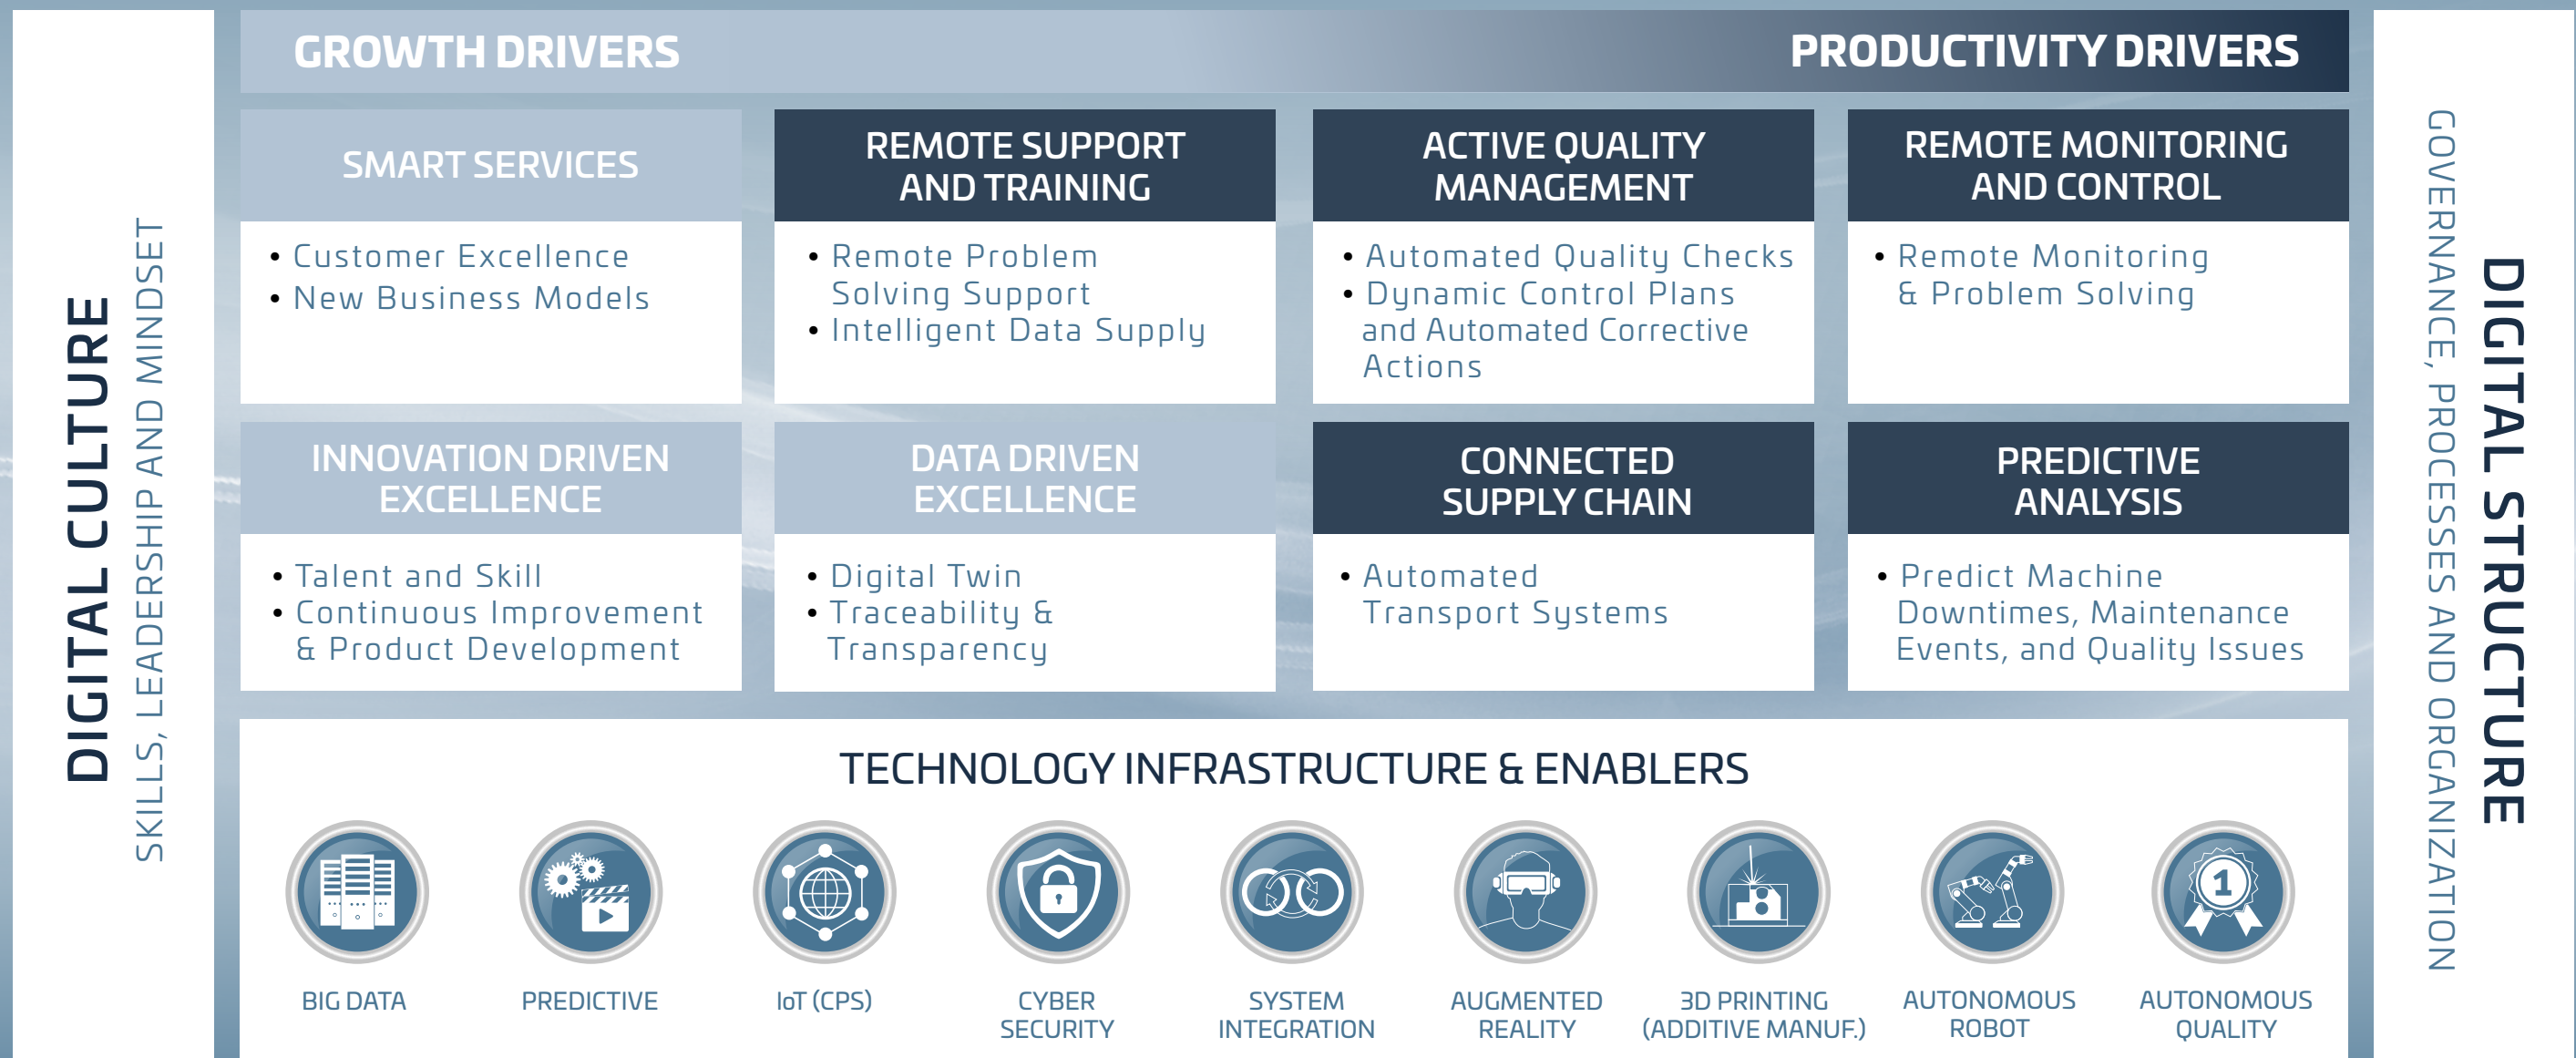 DIGITAL CULTURE
SKILLS, LEADERSHIP AND MINDSET
GROWTH DRIVERS
PRODUCTIVITY DRIVERS
SMART SERVICES
• Customer Excellence
• New Business Models
REMOTE SUPPORT
AND TRAINING
• Remote Problem
Solving Support
• Intelligent Data Supply
ACTIVE QUALITY
MANAGEMENT
• Automated Quality Checks
• Dynamic Control Plans
and Automated Corrective
Actions
REMOTE MONITORING
AND CONTROL
• Remote Monitoring
& Problem Solving
INNOVATION DRIVEN
EXCELLENCE
• Talent and Skill
• Continuous Improvement
& Product Development
DATA DRIVEN
EXCELLENCE
• Digital Twin
• Traceability &
Transparency
CONNECTED
SUPPLY CHAIN
• Automated
Transport Systems
PREDICTIVE
ANALYSIS
• Predict Machine
Downtimes, Maintenance
Events, and Quality Issues
TECHNOLOGY INFRASTRUCTURE & ENABLERS
BIG DATA
PREDICTIVE
IoT (CPS)
CYBER
SECURITY
SYSTEM
INTEGRATION
AUGMENTED
REALITY
3D PRINTING
(ADDITIVE MANUF.)
AUTONOMOUS
ROBOT
1
AUTONOMOUS
QUALITY
DIGITAL STRUCTURE
GOVERNANCE, PROCESSES AND ORGANIZATION